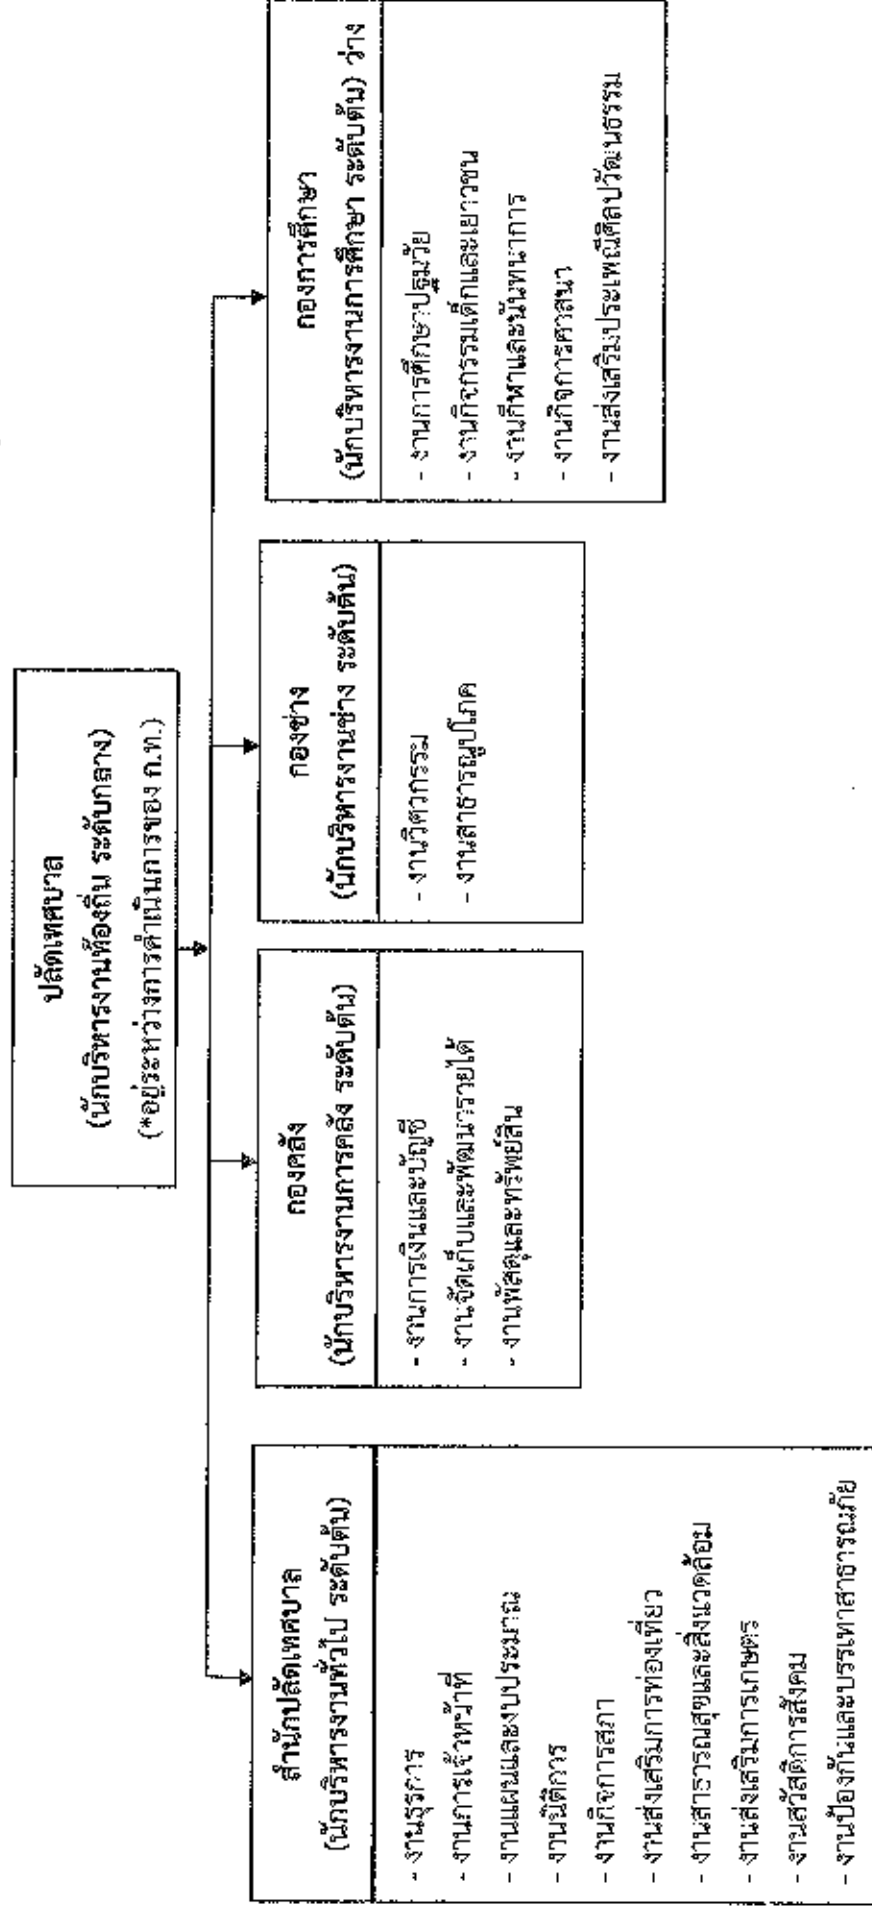 ปลัดเทศบาล
(นักบริหารงานท้องถิ่น ระดับกลาง)
(*อยู่ระหว่างการดำเนินการของ ก.ท.)
สำนักปลัดเทศบาล
(นักบริหารงานทั่วไป ระดับต้น)
- งานธุรการ
- งานการเจ้าหน้าที่
- งานแผนและงบประมาณ
- งานนิติการ
- งานกิจการสภา
- งานส่งเสริมการท่องเที่ยว
- งานสาธารณสุขและสิ่งแวดล้อม
- งานส่งเสริมการเกษตร
- งานสวัสดิการสังคม
- งานป้องกันและบรรเทาสาธารณภัย
กองคลัง
(นักบริหารงานการคลัง ระดับต้น)
- งานการเงินและบัญชี
- งานจัดเก็บและพัฒนารายได้
- งานพัสดุและทรัพย์สิน
กองช่าง
(นักบริหารงานช่าง ระดับต้น)
- งานวิศวกรรม
- งานสาธารณูปโภค
กองการศึกษา
(นักบริหารงานการศึกษา ระดับต้น) ว่าง
- งานการศึกษาปฐมวัย
- งานกิจกรรมเด็กและเยาวชน
- งานกีฬาและนันทนาการ
- งานกิจการศาสนา
- งานส่งเสริมประเพณีศิลปวัฒนธรรม